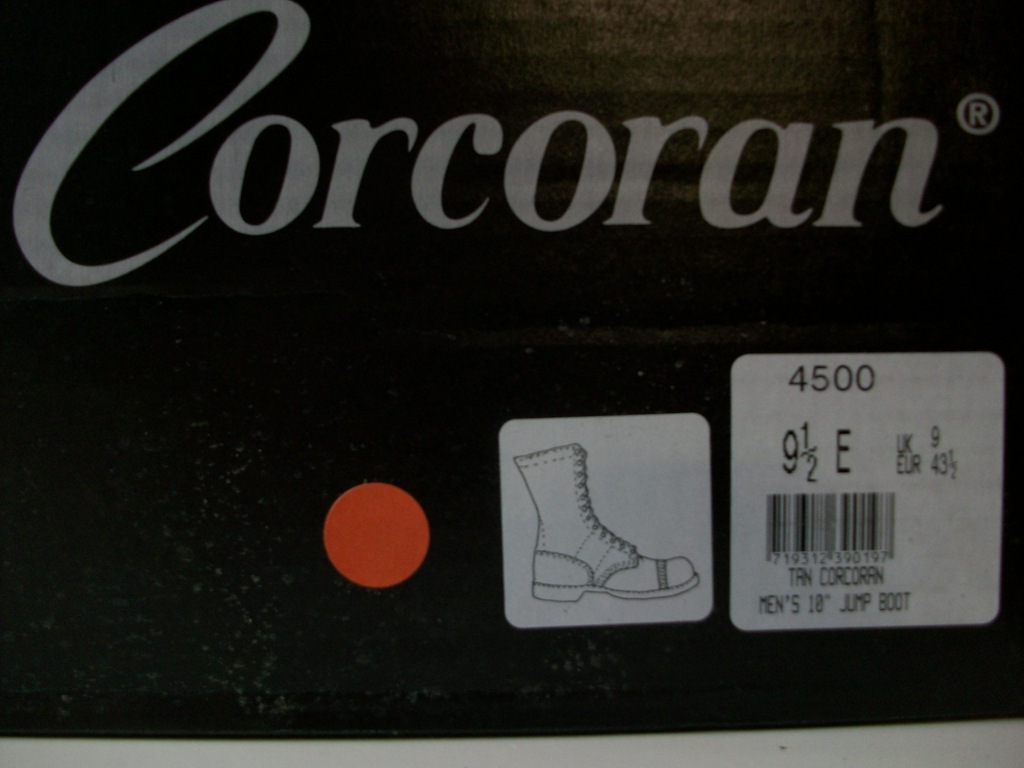 Corcoran®
4500
9½ E
UK 9
EUR 43½
719312390197
TAN CORCORAN
MEN'S 10" JUMP BOOT